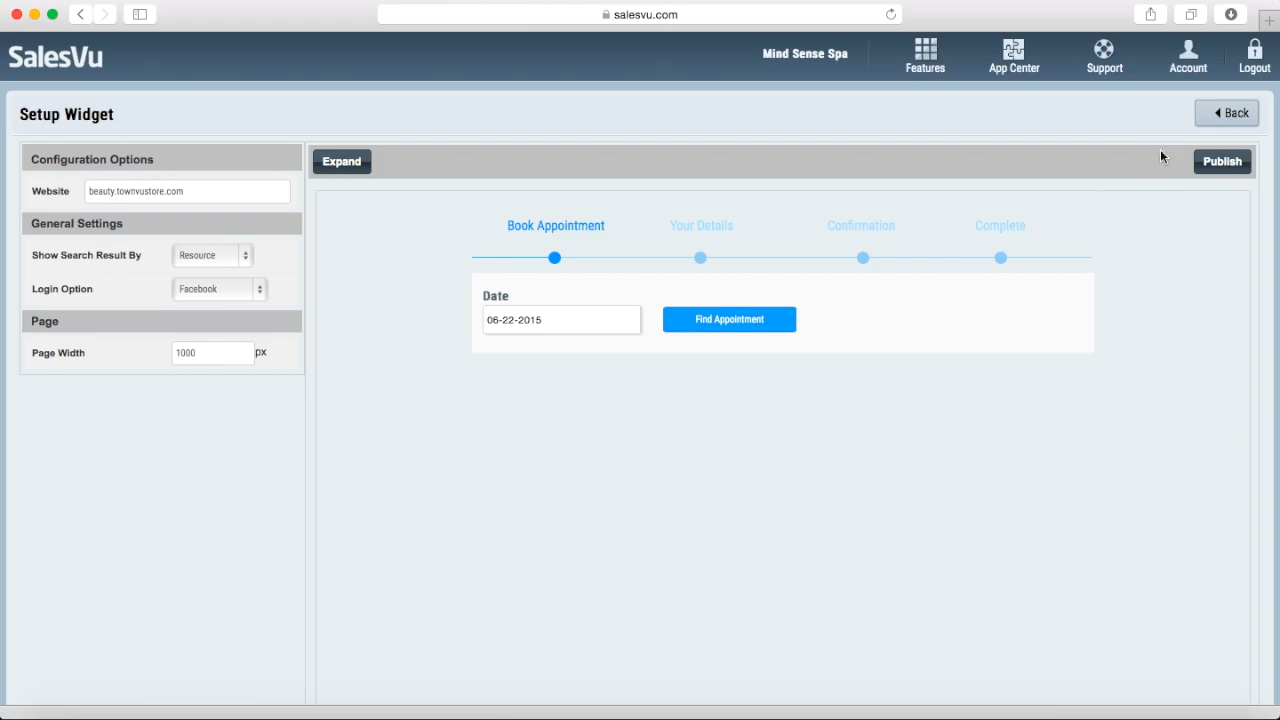 salesvu.com
SalesVu
Mind Sense Spa
Features
App Center
Support
Account
Logout
Setup Widget
Back
Configuration Options
Website beauty.townvustore.com
General Settings
Show Search Result By Resource
Login Option Facebook
Page
Page Width 1000 px
Expand
Publish
Book Appointment
Your Details
Confirmation
Complete
Date
06-22-2015
Find Appointment